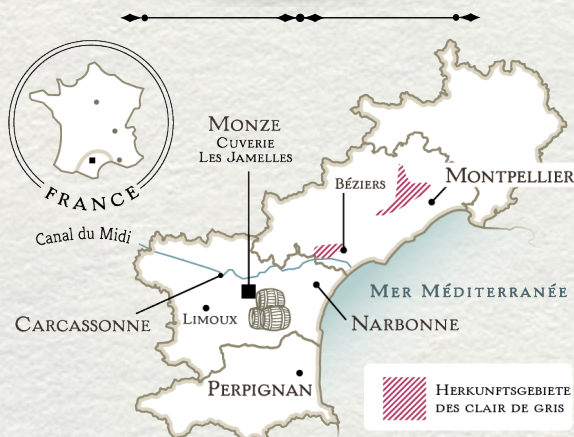 FRANCE
Canal du Midi
MONZE
CUVERIE
LES JAMELLES
BÉZIERS
MONTPELLIER
MER MÉDITERRANÉE
CARCASSONNE
LIMOUX
NARBONNE
PERPIGNAN
HERKUNFTSGEBIETE
DES CLAIR DE GRIS